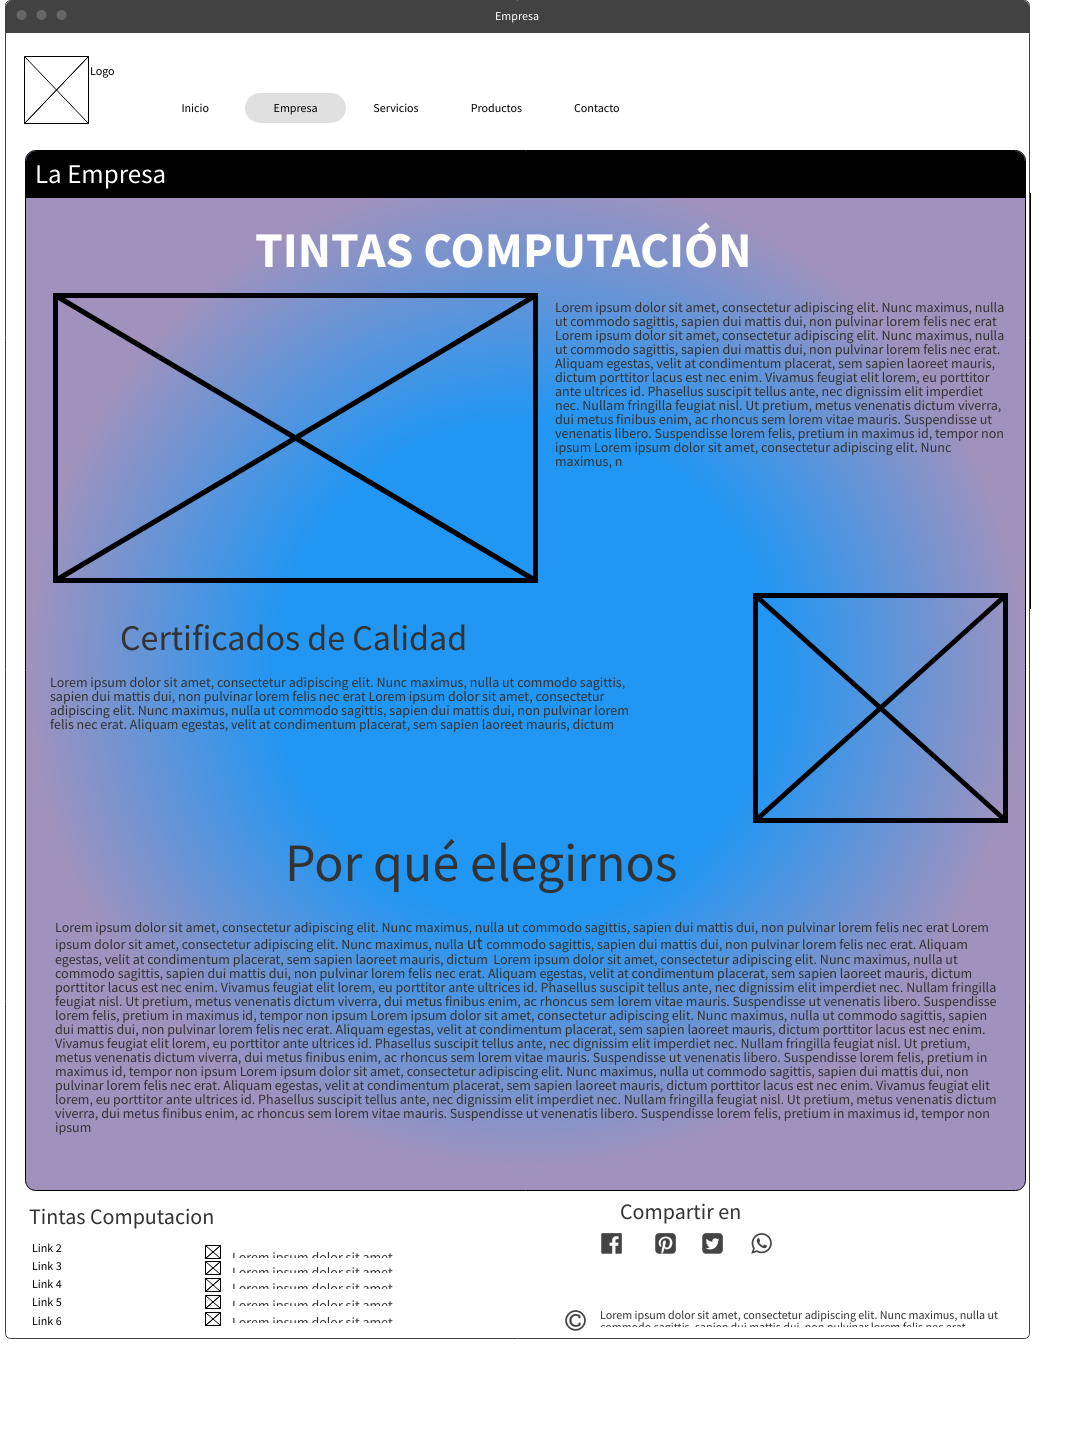 Empresa
Logo
Inicio
Empresa
Servicios
Productos
Contacto
La Empresa
TINTAS COMPUTACIÓN
Lorem ipsum dolor sit amet, consectetur adipiscing elit. Nunc maximus, nulla
ut commodo sagittis, sapien dui mattis dui, non pulvinar lorem felis nec erat
Lorem ipsum dolor sit amet, consectetur adipiscing elit. Nunc maximus, nulla
ut commodo sagittis, sapien dui mattis dui, non pulvinar lorem felis nec erat.
Aliquam egestas, velit at condimentum placerat, sem sapien laoreet mauris,
dictum porttitor lacus est nec enim. Vivamus feugiat elit lorem, eu porttitor
ante ultrices id. Phasellus suscipit tellus ante, nec dignissim elit imperdiet
nec. Nullam fringilla feugiat nisl. Ut pretium, metus venenatis dictum viverra,
dui metus finibus enim, ac rhoncus sem lorem vitae mauris. Suspendisse ut
venenatis libero. Suspendisse lorem felis, pretium in maximus id, tempor non
ipsum Lorem ipsum dolor sit amet, consectetur adipiscing elit. Nunc
maximus, n
Certificados de Calidad
Lorem ipsum dolor sit amet, consectetur adipiscing elit. Nunc maximus, nulla ut commodo sagittis,
sapien dui mattis dui, non pulvinar lorem felis nec erat Lorem ipsum dolor sit amet, consectetur
adipiscing elit. Nunc maximus, nulla ut commodo sagittis, sapien dui mattis dui, non pulvinar lorem
felis nec erat. Aliquam egestas, velit at condimentum placerat, sem sapien laoreet mauris, dictum
Por qué elegirnos
Lorem ipsum dolor sit amet, consectetur adipiscing elit. Nunc maximus, nulla ut commodo sagittis, sapien dui mattis dui, non pulvinar lorem felis nec erat Lorem
ipsum dolor sit amet, consectetur adipiscing elit. Nunc maximus, nulla ut commodo sagittis, sapien dui mattis dui, non pulvinar lorem felis nec erat. Aliquam
egestas, velit at condimentum placerat, sem sapien laoreet mauris, dictum Lorem ipsum dolor sit amet, consectetur adipiscing elit. Nunc maximus, nulla ut
commodo sagittis, sapien dui mattis dui, non pulvinar lorem felis nec erat. Aliquam egestas, velit at condimentum placerat, sem sapien laoreet mauris, dictum
porttitor lacus est nec enim. Vivamus feugiat elit lorem, eu porttitor ante ultrices id. Phasellus suscipit tellus ante, nec dignissim elit imperdiet nec. Nullam fringilla
feugiat nisl. Ut pretium, metus venenatis dictum viverra, dui metus finibus enim, ac rhoncus sem lorem vitae mauris. Suspendisse ut venenatis libero. Suspendisse
lorem felis, pretium in maximus id, tempor non ipsum Lorem ipsum dolor sit amet, consectetur adipiscing elit. Nunc maximus, nulla ut commodo sagittis, sapien
dui mattis dui, non pulvinar lorem felis nec erat. Aliquam egestas, velit at condimentum placerat, sem sapien laoreet mauris, dictum porttitor lacus est nec enim.
Vivamus feugiat elit lorem, eu porttitor ante ultrices id. Phasellus suscipit tellus ante, nec dignissim elit imperdiet nec. Nullam fringilla feugiat nisl. Ut pretium,
metus venenatis dictum viverra, dui metus finibus enim, ac rhoncus sem lorem vitae mauris. Suspendisse ut venenatis libero. Suspendisse lorem felis, pretium in
maximus id, tempor non ipsum Lorem ipsum dolor sit amet, consectetur adipiscing elit. Nunc maximus, nulla ut commodo sagittis, sapien dui mattis dui, non
pulvinar lorem felis nec erat. Aliquam egestas, velit at condimentum placerat, sem sapien laoreet mauris, dictum porttitor lacus est nec enim. Vivamus feugiat elit
lorem, eu porttitor ante ultrices id. Phasellus suscipit tellus ante, nec dignissim elit imperdiet nec. Nullam fringilla feugiat nisl. Ut pretium, metus venenatis dictum
viverra, dui metus finibus enim, ac rhoncus sem lorem vitae mauris. Suspendisse ut venenatis libero. Suspendisse lorem felis, pretium in maximus id, tempor non
ipsum
Tintas Computacion
Link 2
Link 3
Link 4
Link 5
Link 6
Lorem ipsum dolor sit amet
Lorem ipsum dolor sit amet
Lorem ipsum dolor sit amet
Lorem ipsum dolor sit amet
Lorem ipsum dolor sit amet
Compartir en
© Lorem ipsum dolor sit amet, consectetur adipiscing elit. Nunc maximus, nulla ut
commodo sagittis, sapien dui mattis dui, non pulvinar lorem felis nec erat